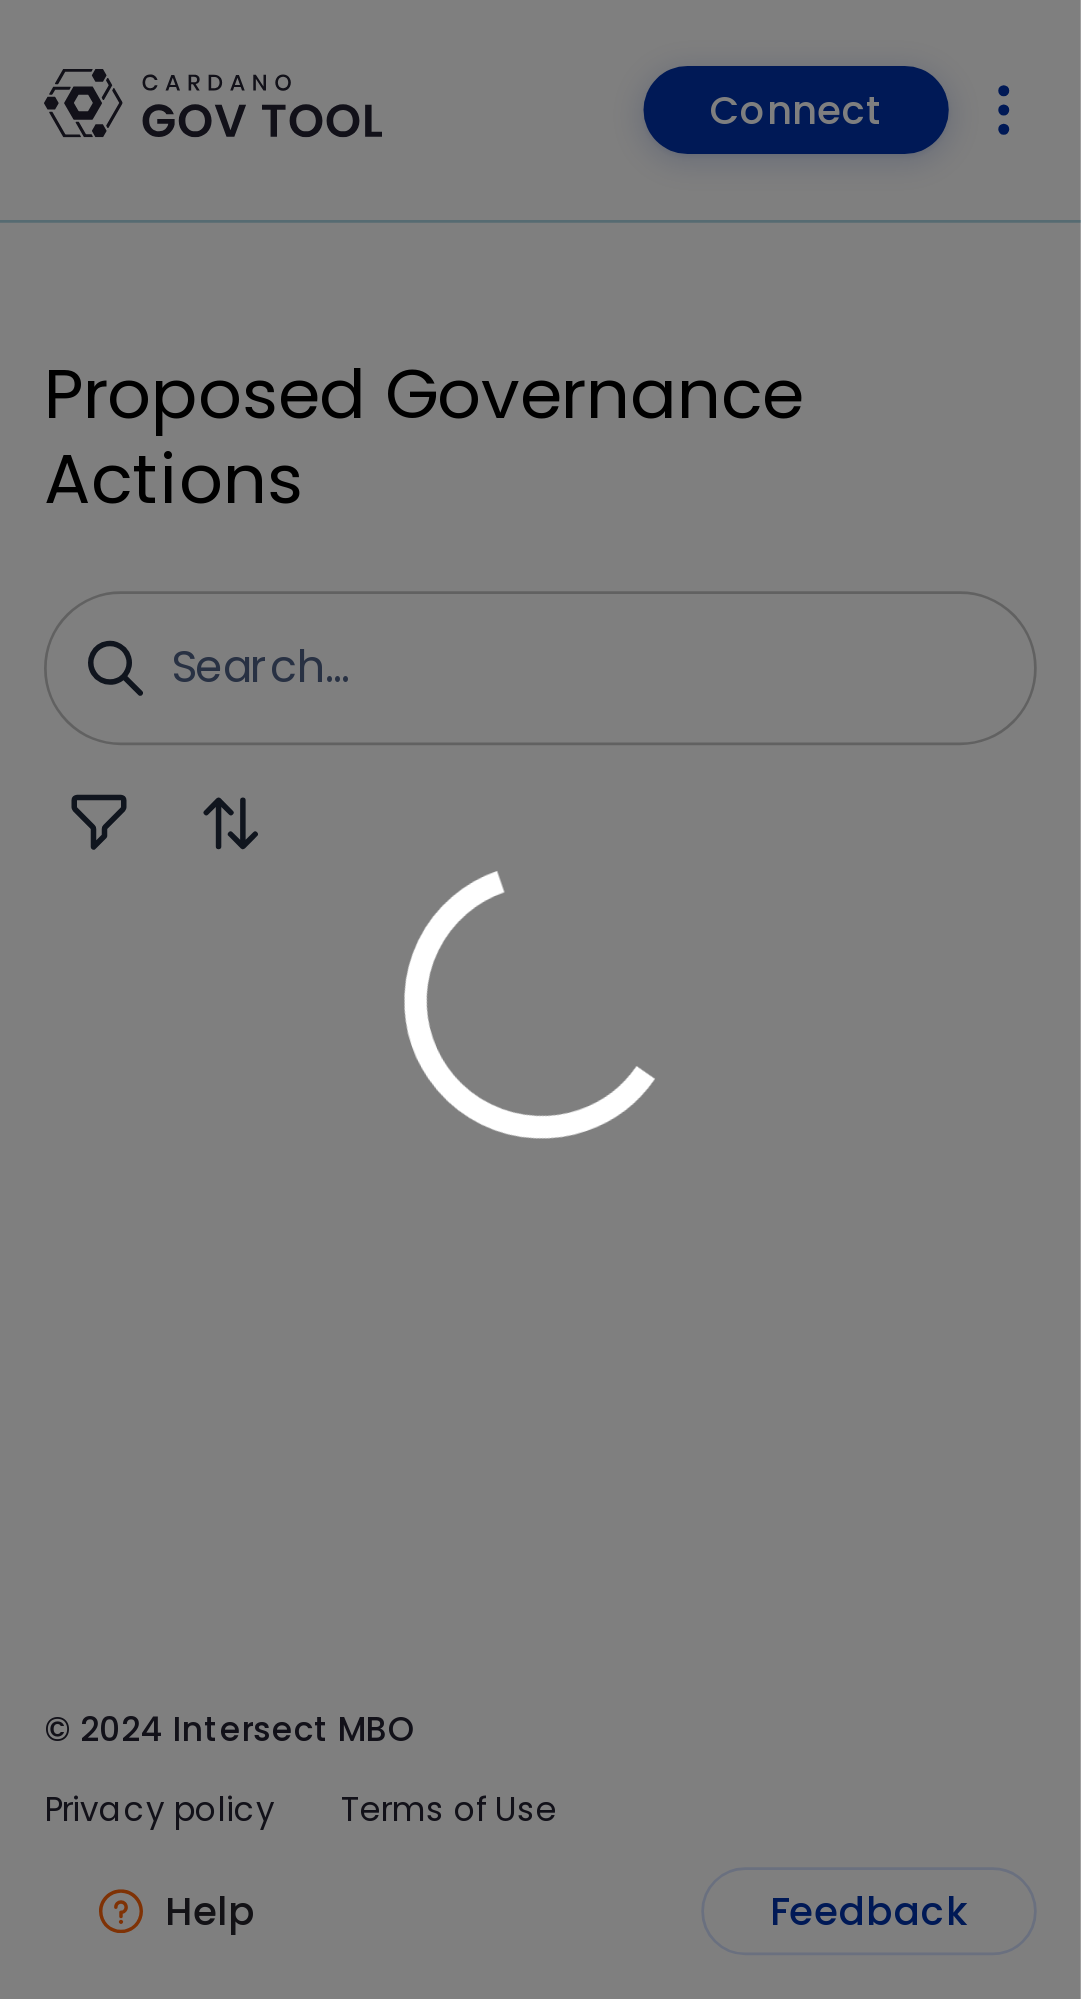 CARDANO
GOV TOOL
Connect
Proposed Governance
Actions
Search...
© 2024 Intersect MBO
Privacy policy Terms of Use
Help
Feedback